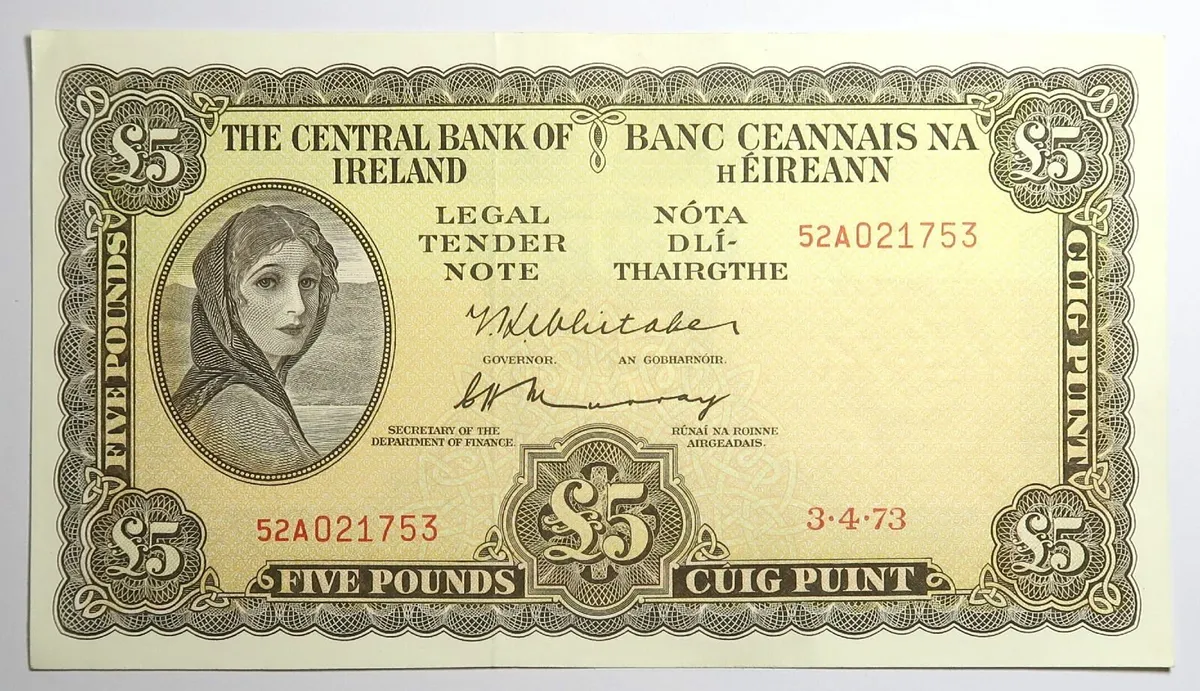 £5
THE CENTRAL BANK OF
IRELAND
BANC CEANNAIS NA
hÉIREANN
£5
LEGAL
TENDER
NOTE
NÓTA
DLÍ-
THAIRGTHE
52A021753
FIVE POUNDS
CÚIG PUINT
T.K. Whitaker
GOVERNOR.
AN GOBHARNÓIR.
C H Murray
SECRETARY OF THE
DEPARTMENT OF FINANCE.
RÚNAÍ NA ROINNE
AIRGEADAIS.
52A021753
3·4·73
£5
FIVE POUNDS
£5
CÚIG PUINT
£5